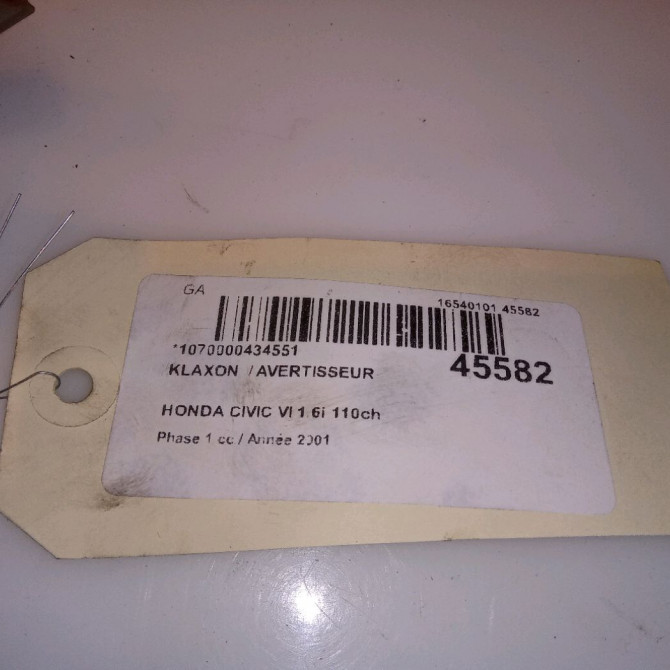 GA
16540101 45582
*1070000434551
45582
KLAXON / AVERTISSEUR
HONDA CIVIC VI 1.6i 110ch
Phase 1 cc / Année 2001